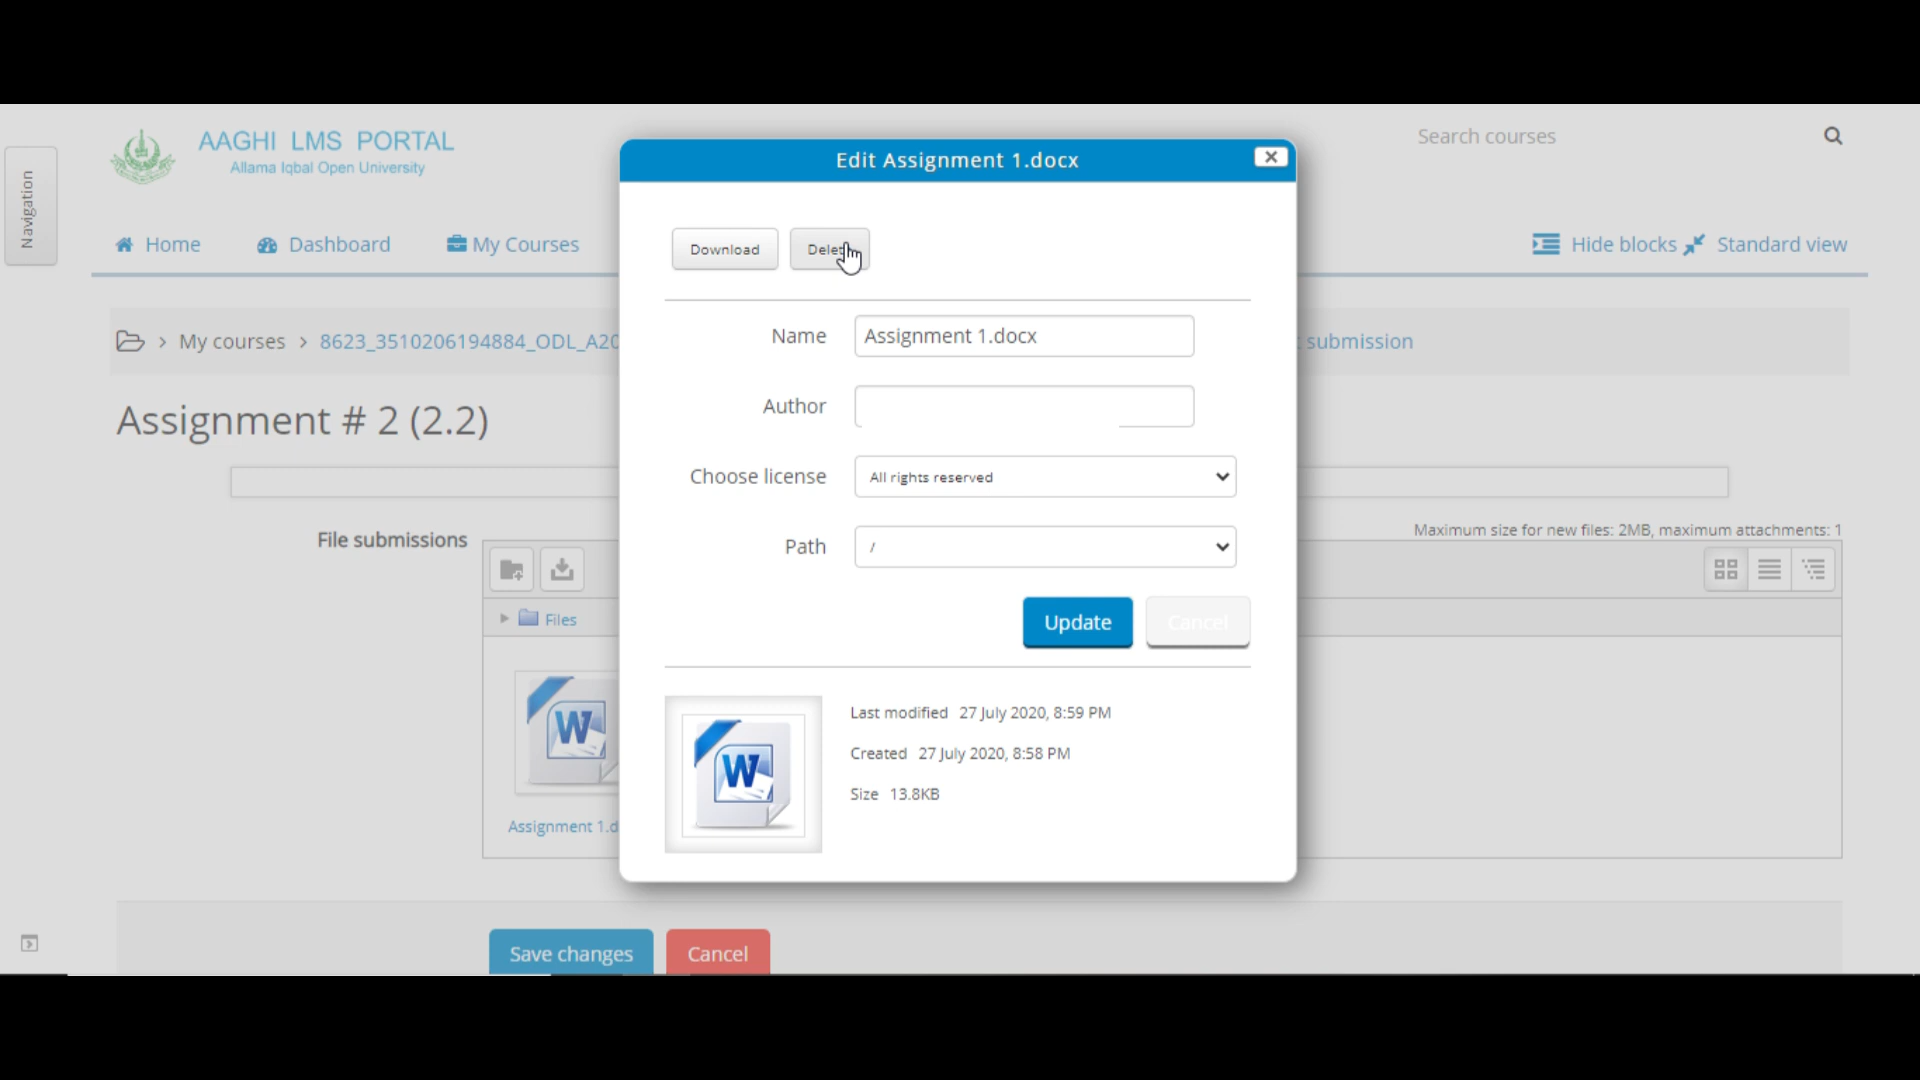 AAGHI LMS PORTAL
Allama Iqbal Open University
Search courses
Navigation
Home
Dashboard
My Courses
Hide blocks
Standard view
> My courses > 8623_3510206194884_ODL_A20
submission
Assignment # 2 (2.2)
File submissions
Maximum size for new files: 2MB, maximum attachments: 1
Files
Assignment 1.d
Save changes
Cancel
Edit Assignment 1.docx
Download
Name
Assignment 1.docx
Author
Choose license
All rights reserved
Path
/
Update
Cancel
W
W
Last modified 27 July 2020, 8:59 PM
Created 27 July 2020, 8:58 PM
Size 13.8KB